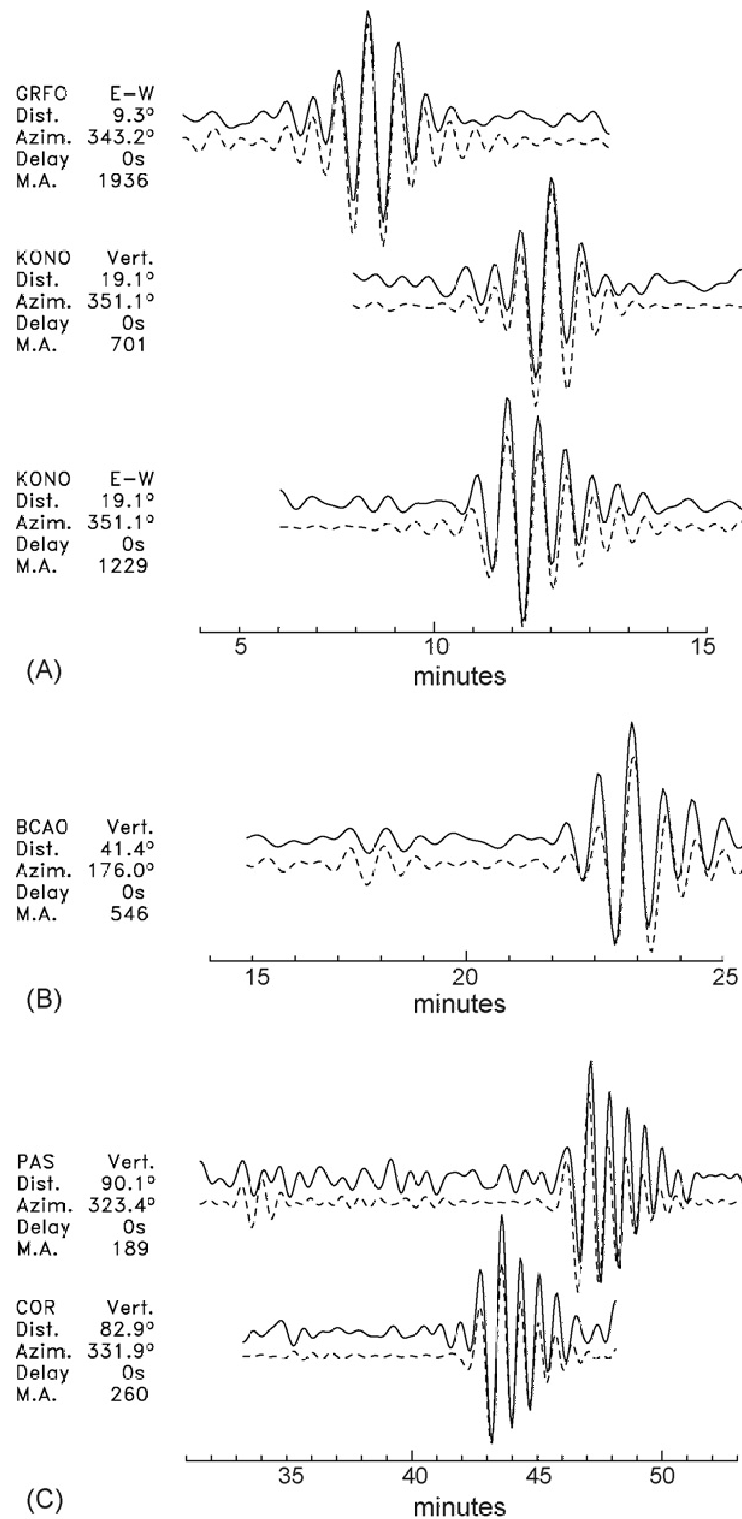 GRFO E-W
Dist. 9.3°
Azim. 343.2°
Delay 0s
M.A. 1936
KONO Vert.
Dist. 19.1°
Azim. 351.1°
Delay 0s
M.A. 701
KONO E-W
Dist. 19.1°
Azim. 351.1°
Delay 0s
M.A. 1229
5 10 15
(A) minutes
BCAO Vert.
Dist. 41.4°
Azim. 176.0°
Delay 0s
M.A. 546
15 20 25
(B) minutes
PAS Vert.
Dist. 90.1°
Azim. 323.4°
Delay 0s
M.A. 189
COR Vert.
Dist. 82.9°
Azim. 331.9°
Delay 0s
M.A. 260
35 40 45 50
(C) minutes